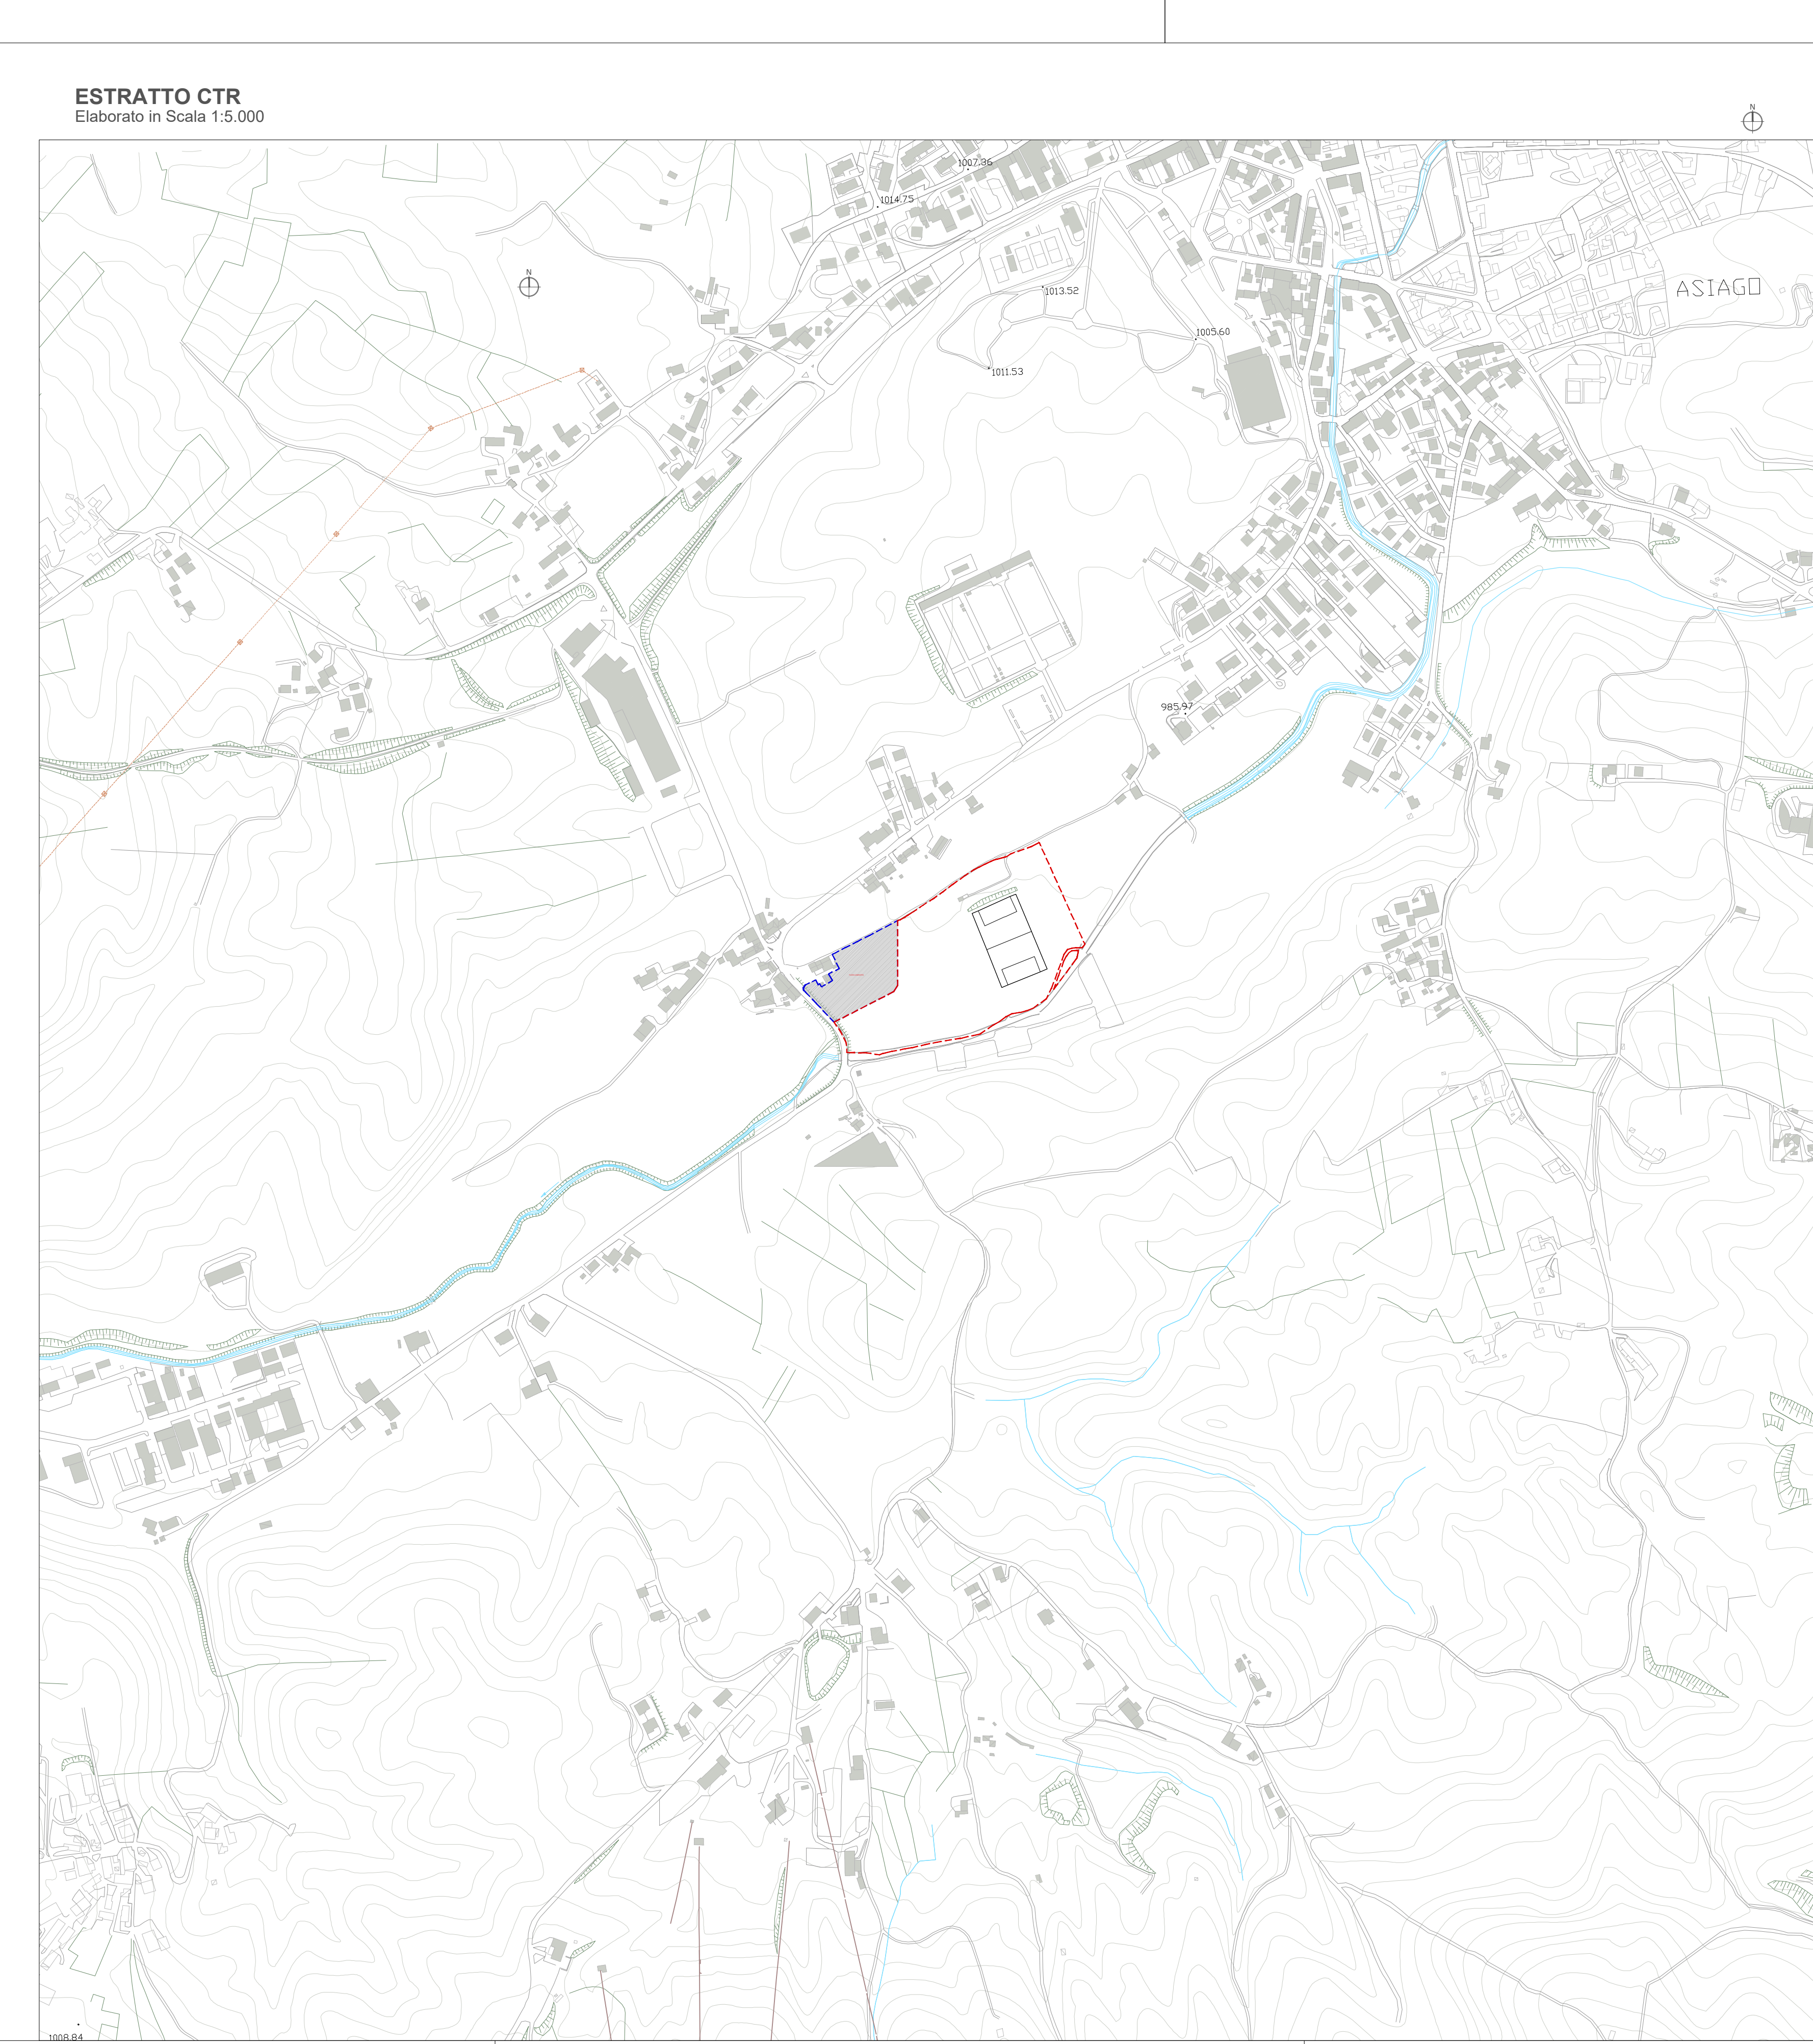 ESTRATTO CTR
Elaborato in Scala 1:5.000
N
1007.36
1014.75
N
ASIAGO
1013.52
1005.60
1011.53
985.97
1008.84